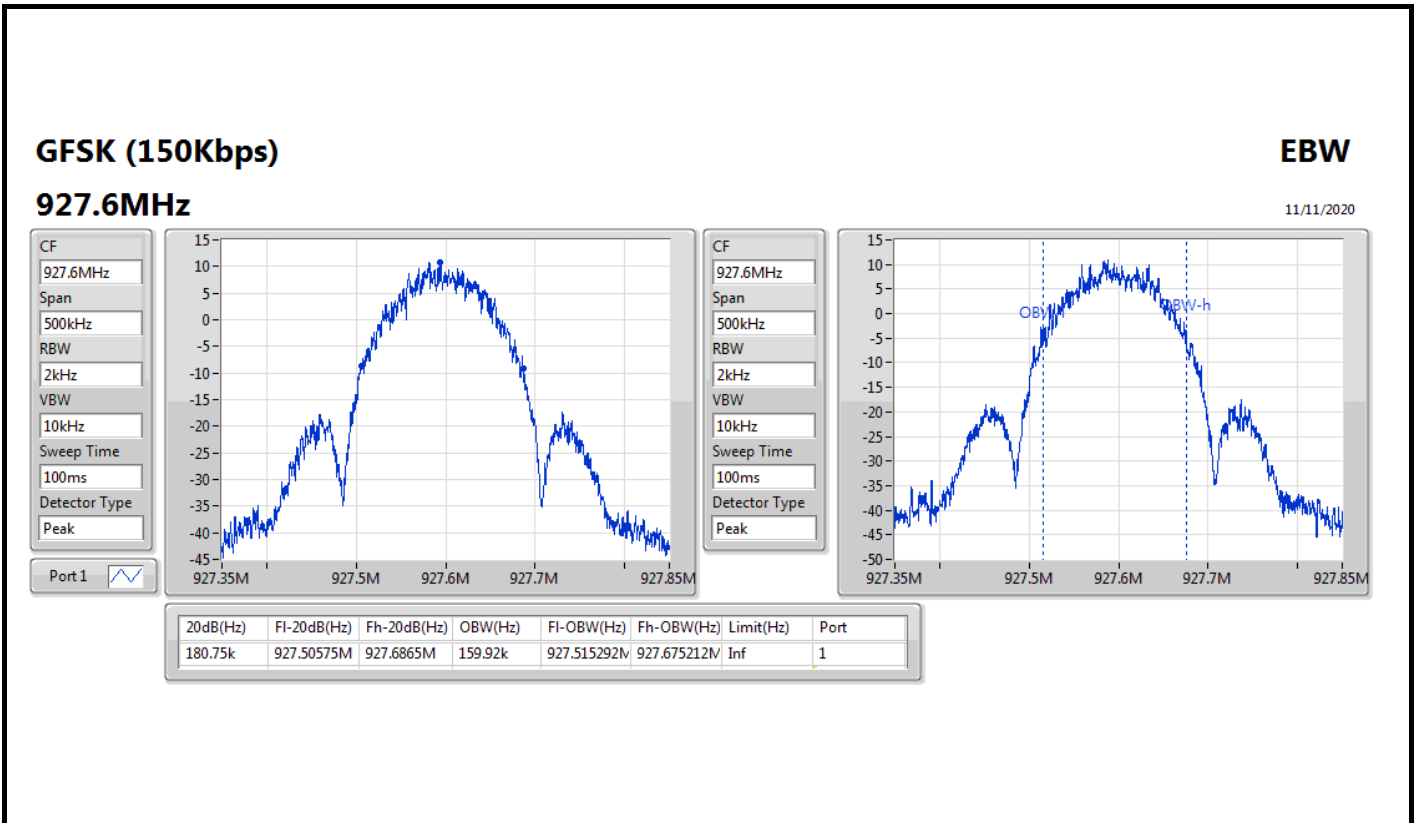 GFSK (150Kbps)
EBW
927.6MHz
11/11/2020
CF
927.6MHz
Span
500kHz
RBW
2kHz
VBW
10kHz
Sweep Time
100ms
Detector Type
Peak
Port 1
15
10
5
0
-5
-10
-15
-20
-25
-30
-35
-40
-45
927.35M 927.5M 927.6M 927.7M 927.85M
CF
927.6MHz
Span
500kHz
RBW
2kHz
VBW
10kHz
Sweep Time
100ms
Detector Type
Peak
15
10
5
0
-5
-10
-15
-20
-25
-30
-35
-40
-45
-50
OBW-h
927.35M 927.5M 927.6M 927.7M 927.85M
20dB(Hz) Fl-20dB(Hz) Fh-20dB(Hz) OBW(Hz) Fl-OBW(Hz) Fh-OBW(Hz) Limit(Hz) Port
180.75k 927.50575M 927.6865M 159.92k 927.515292M 927.675212M Inf 1